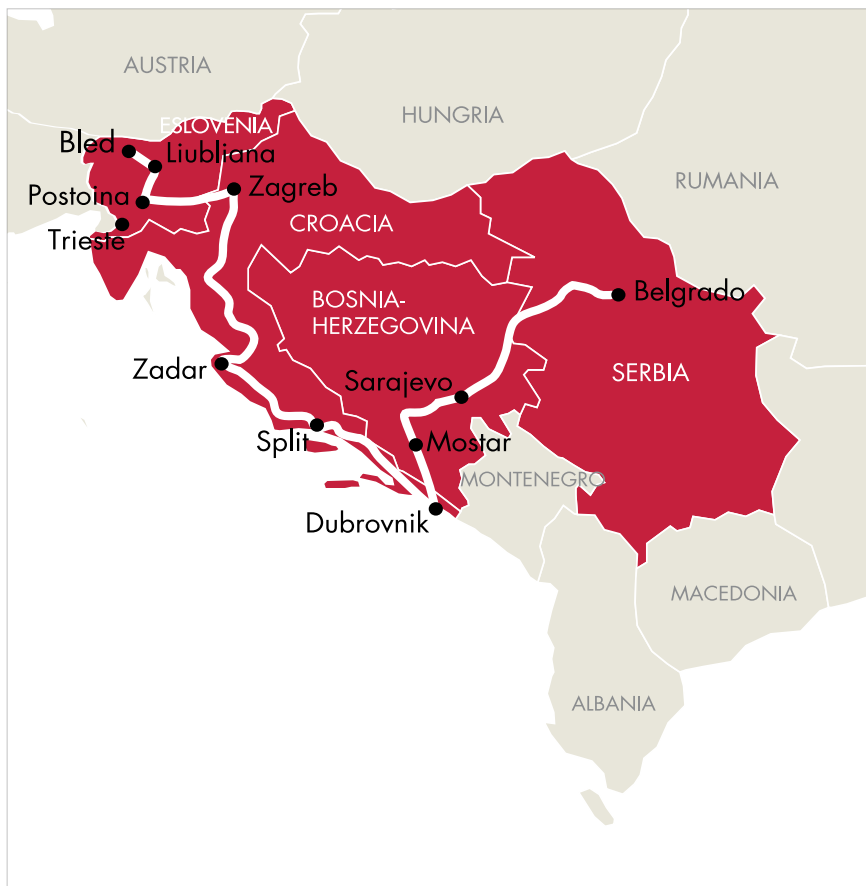 AUSTRIA
HUNGRIA
ESLOVENIA
Bled
Liubliana
RUMANIA
Postoina
Zagreb
CROACIA
Trieste
BOSNIA-
HERZEGOVINA
Belgrado
Zadar
Sarajevo
SERBIA
Split
Mostar
MONTENEGRO
Dubrovnik
MACEDONIA
ALBANIA